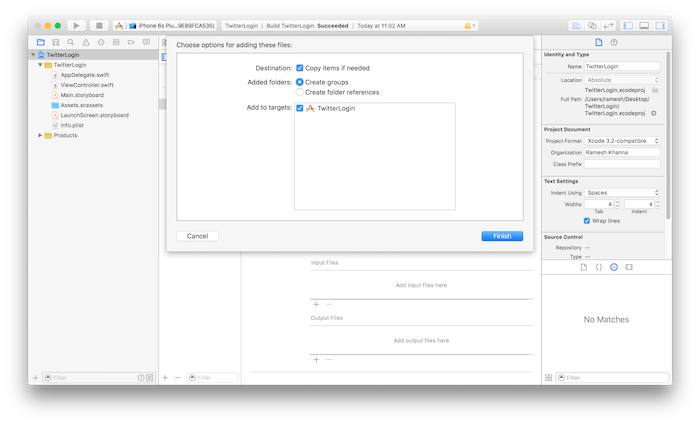 iPhone 6s Plu...9E89FCA535)
TwitterLogin | Build TwitterLogin: Succeeded | Today at 11:02 AM
1
Choose options for adding these files:
Destination: Copy items if needed
Added folders: Create groups
Create folder references
Add to targets: TwitterLogin
Cancel
Finish
TwitterLogin
TwitterLogin
AppDelegate.swift
ViewController.swift
Main.storyboard
Assets.xcassets
LaunchScreen.storyboard
Info.plist
Products
Filter
Filter
Input Files
Add input files here
Output Files
Add output files here
Identity and Type
Name TwitterLogin
Location Absolute
TwitterLogin.xcodeproj
Full Path /Users/ramesh/Desktop/
TwitterLogin/
TwitterLogin.xcodeproj
Project Document
Project Format Xcode 3.2-compatible
Organization Ramesh Khanna
Class Prefix
Text Settings
Indent Using Spaces
Widths 4 4
Tab Indent
Wrap lines
Source Control
Repository --
Type --
No Matches
Filter